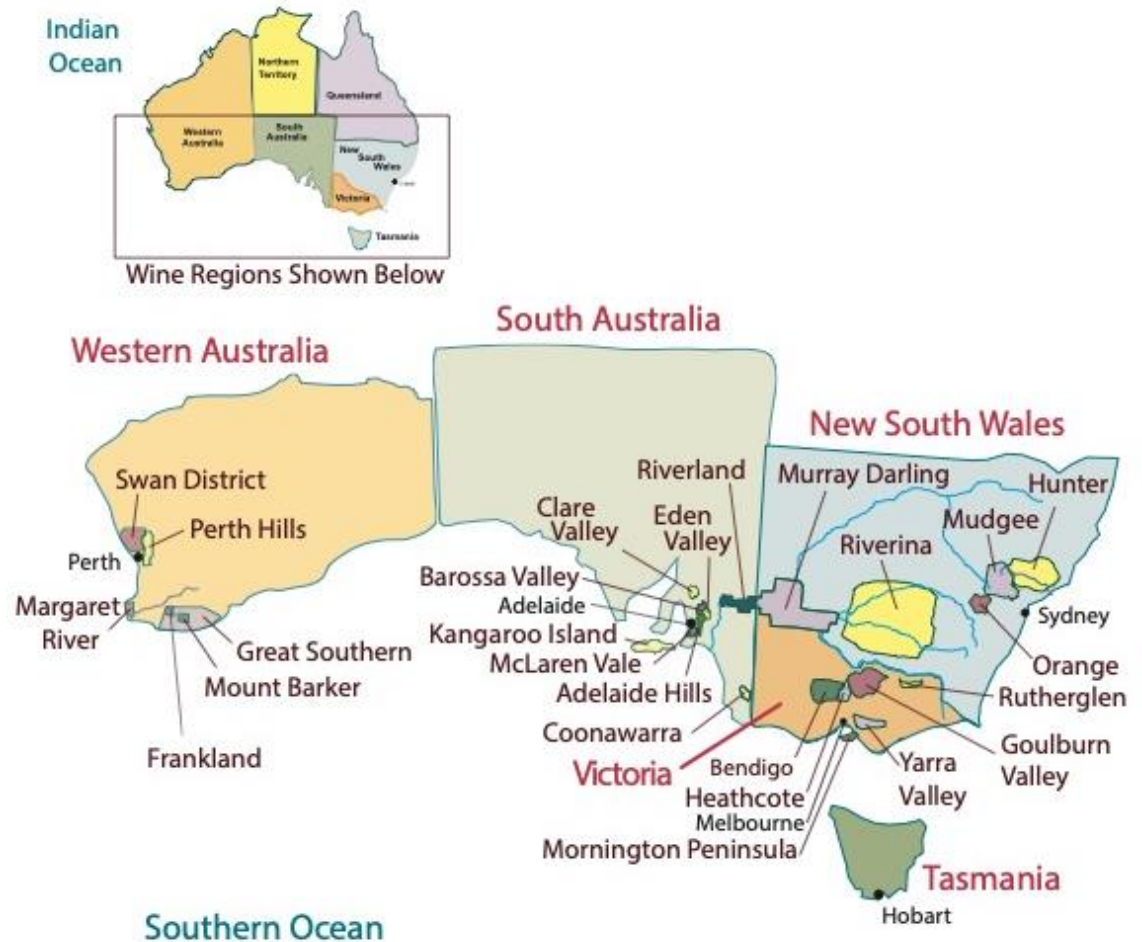 Indian
Ocean
Northern
Territory
Queensland
Western
Australia
South
Australia
New
South
Wales
Victoria
Tasmania
Wine Regions Shown Below
South Australia
Western Australia
New South Wales
Swan District
Perth Hills
Perth
Margaret
River
Great Southern
Mount Barker
Frankland
Riverland
Clare
Valley
Eden
Valley
Barossa Valley
Adelaide
Kangaroo Island
McLaren Vale
Adelaide Hills
Coonawarra
Murray Darling
Hunter
Mudgee
Riverina
Sydney
Orange
Rutherglen
Victoria
Bendigo
Heathcote
Melbourne
Mornington Peninsula
Yarra
Valley
Goulburn
Valley
Tasmania
Hobart
Southern Ocean